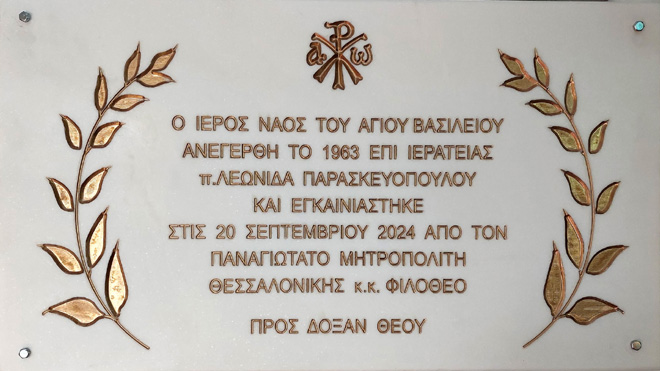 α Ρ ω
Ο ΙΕΡΟΣ ΝΑΟΣ ΤΟΥ ΑΓΙΟΥ ΒΑΣΙΛΕΙΟΥ
ΑΝΕΓΕΡΘΗ ΤΟ 1963 ΕΠΙ ΙΕΡΑΤΕΙΑΣ
π.ΛΕΩΝΙΔΑ ΠΑΡΑΣΚΕΥΟΠΟΥΛΟΥ
ΚΑΙ ΕΓΚΑΙΝΙΑΣΤΗΚΕ
ΣΤΙΣ 20 ΣΕΠΤΕΜΒΡΙΟΥ 2024 ΑΠΟ ΤΟΝ
ΠΑΝΑΓΙΩΤΑΤΟ ΜΗΤΡΟΠΟΛΙΤΗ
ΘΕΣΣΑΛΟΝΙΚΗΣ κ.κ. ΦΙΛΟΘΕΟ
ΠΡΟΣ ΔΟΞΑΝ ΘΕΟΥ